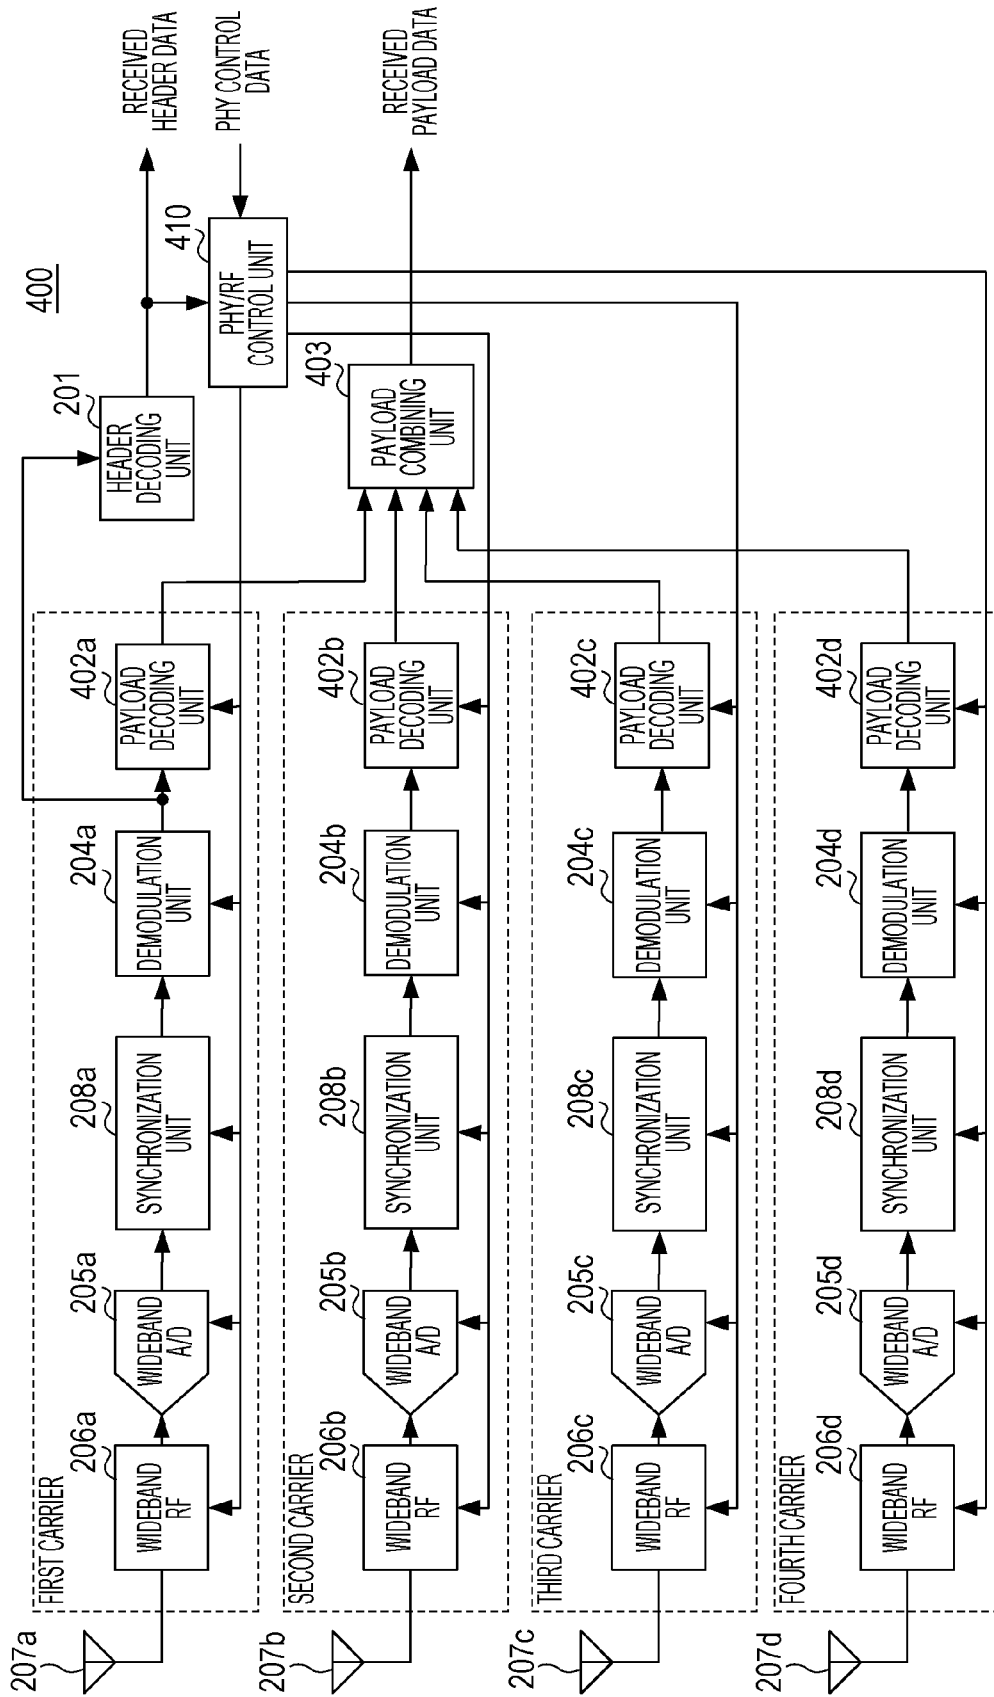 400
RECEIVED
HEADER DATA
PHY CONTROL
DATA
RECEIVED
PAYLOAD DATA
201
HEADER
DECODING
UNIT
410
PHY/RF
CONTROL UNIT
403
PAYLOAD
COMBINING
UNIT
FIRST CARRIER
207a
206a
WIDEBAND
RF
205a
WIDEBAND
A/D
208a
SYNCHRONIZATION
UNIT
204a
DEMODULATION
UNIT
402a
PAYLOAD
DECODING
UNIT
SECOND CARRIER
207b
206b
WIDEBAND
RF
205b
WIDEBAND
A/D
208b
SYNCHRONIZATION
UNIT
204b
DEMODULATION
UNIT
402b
PAYLOAD
DECODING
UNIT
THIRD CARRIER
207c
206c
WIDEBAND
RF
205c
WIDEBAND
A/D
208c
SYNCHRONIZATION
UNIT
204c
DEMODULATION
UNIT
402c
PAYLOAD
DECODING
UNIT
FOURTH CARRIER
207d
206d
WIDEBAND
RF
205d
WIDEBAND
A/D
208d
SYNCHRONIZATION
UNIT
204d
DEMODULATION
UNIT
402d
PAYLOAD
DECODING
UNIT